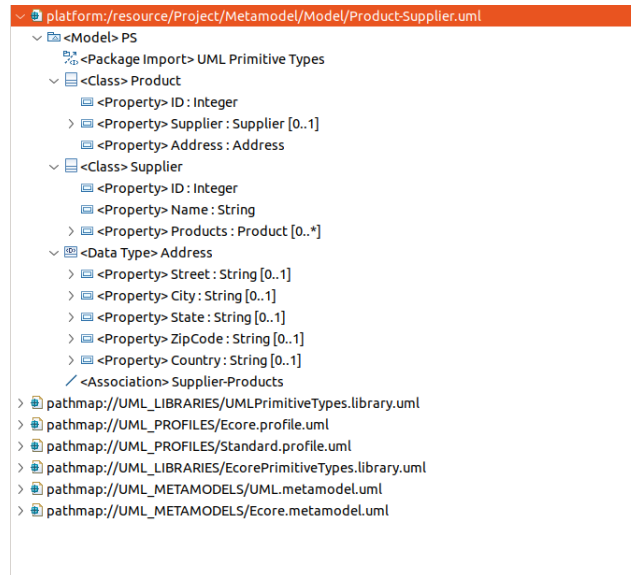 platform:/resource/Project/Metamodel/Model/Product-Supplier.uml
<Model> PS
<Package Import> UML Primitive Types
<Class> Product
<Property> ID : Integer
<Property> Supplier : Supplier [0..1]
<Property> Address : Address
<Class> Supplier
<Property> ID : Integer
<Property> Name : String
<Property> Products : Product [0..*]
<Data Type> Address
<Property> Street : String [0..1]
<Property> City : String [0..1]
<Property> State : String [0..1]
<Property> ZipCode : String [0..1]
<Property> Country : String [0..1]
<Association> Supplier-Products
pathmap://UML_LIBRARIES/UMLPrimitiveTypes.library.uml
pathmap://UML_PROFILES/Ecore.profile.uml
pathmap://UML_PROFILES/Standard.profile.uml
pathmap://UML_LIBRARIES/EcorePrimitiveTypes.library.uml
pathmap://UML_METAMODELS/UML.metamodel.uml
pathmap://UML_METAMODELS/Ecore.metamodel.uml